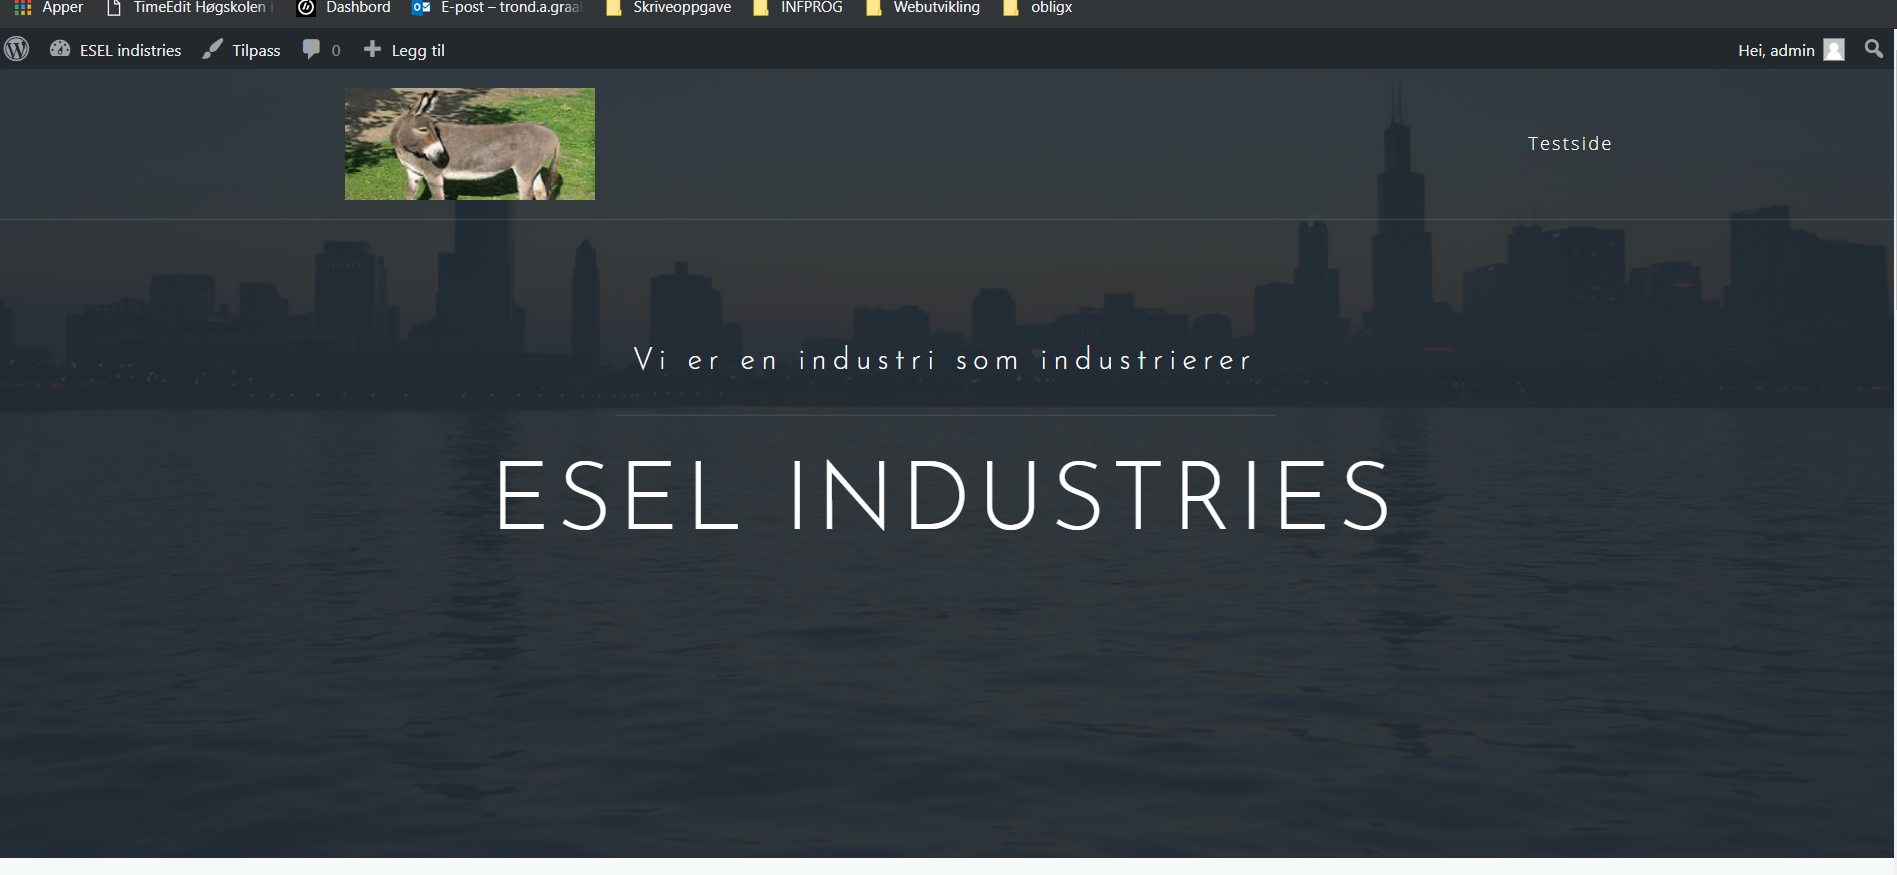 Apper TimeEdit Høgskolen i Dashbord E-post – trond.a.graa Skriveoppgave INFPROG Webutvikling obligx
ESEL indistries Tilpass 0 Legg til Hei, admin
Testside
Vi er en industri som industrierer
ESEL INDUSTRIES